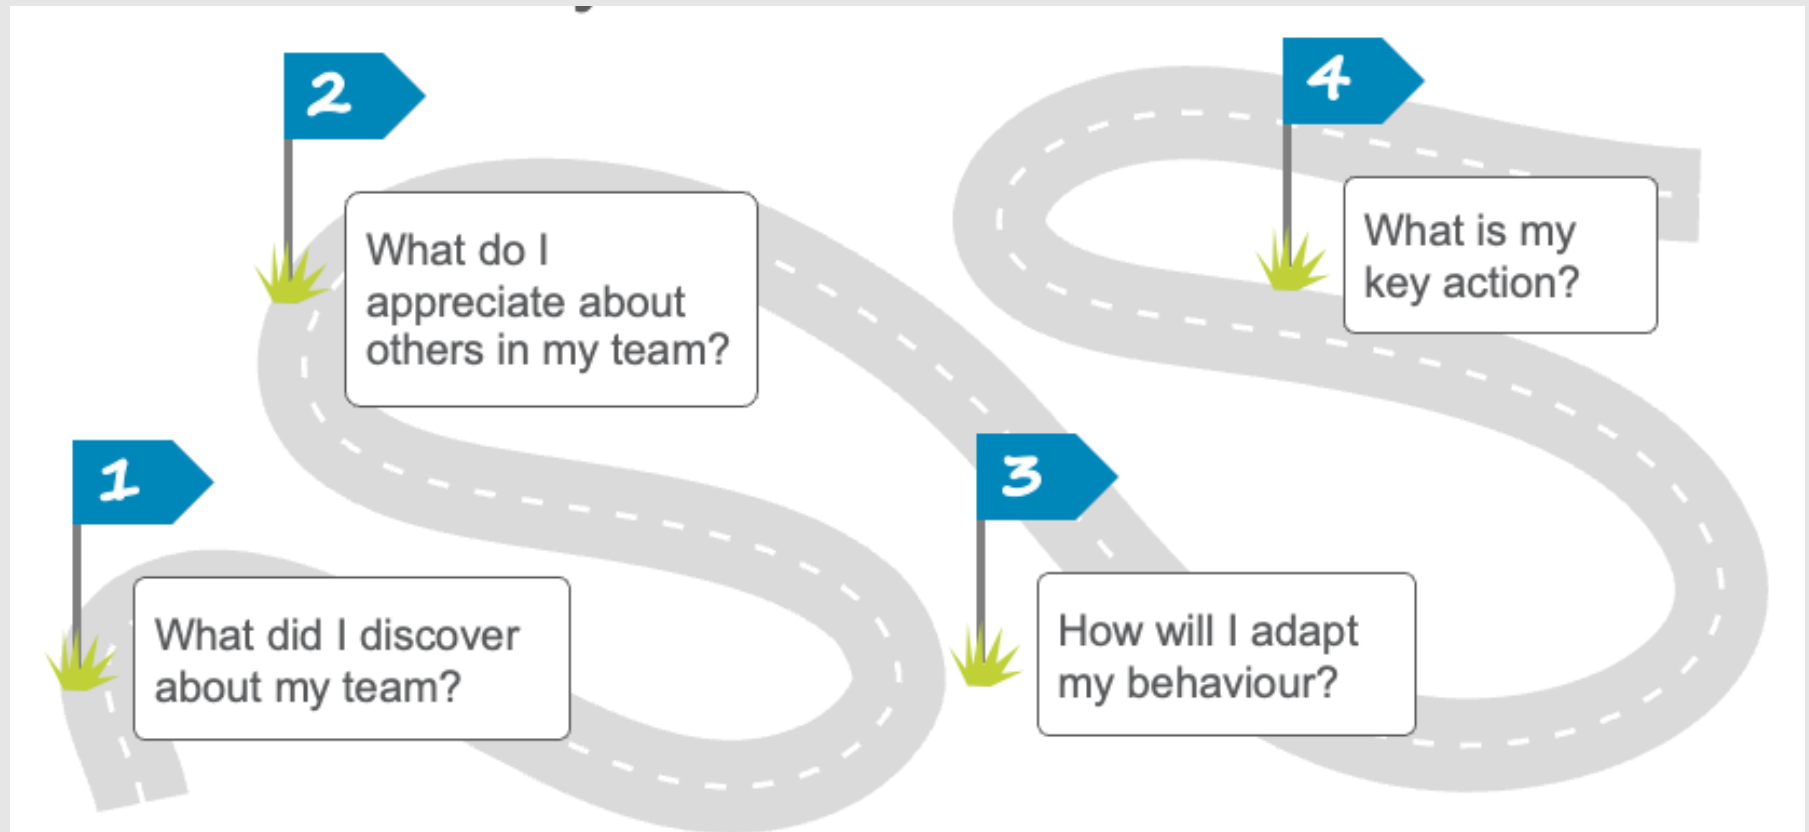 1
What did I discover
about my team?
2
What do I
appreciate about
others in my team?
3
How will I adapt
my behaviour?
4
What is my
key action?